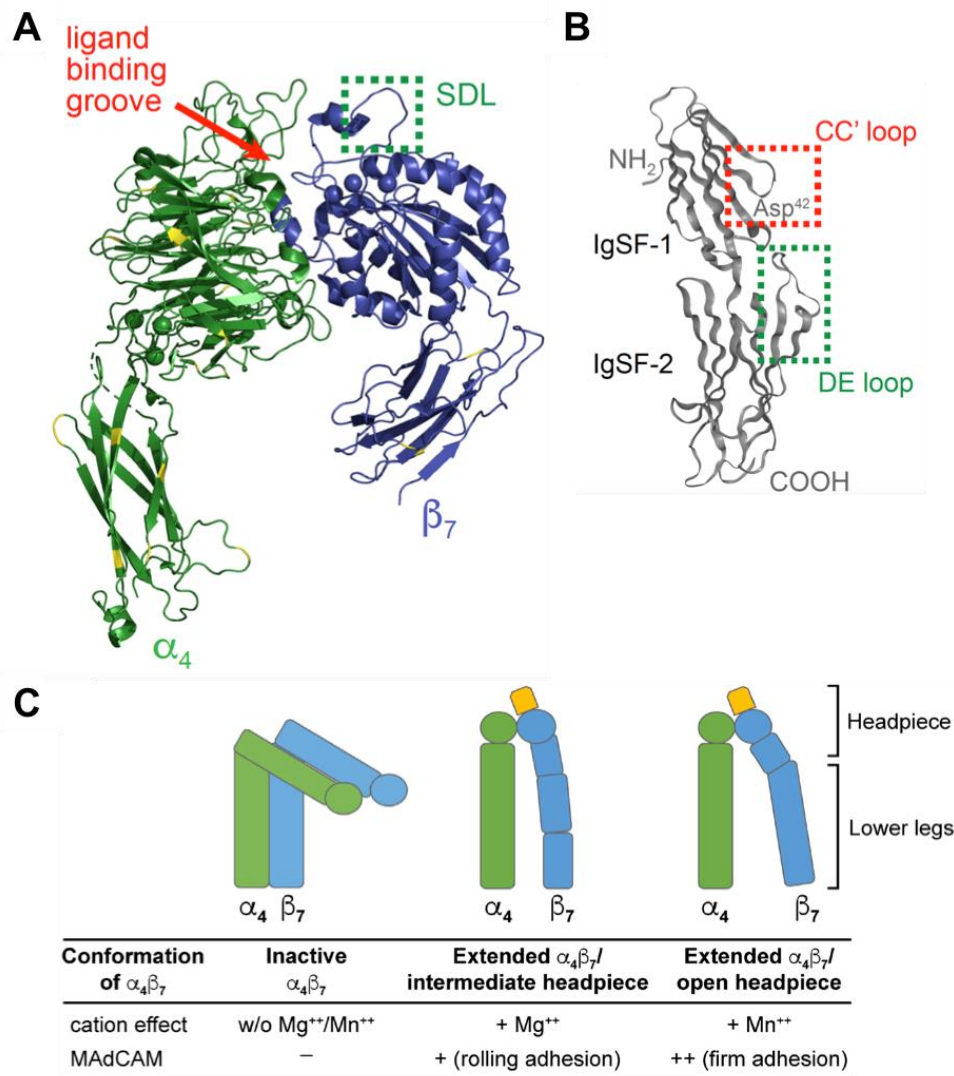 A
ligand
binding
groove
SDL
β7
α4
B
CC’ loop
NH2
Asp42
IgSF-1
IgSF-2
DE loop
COOH
C
Headpiece
Lower legs
α4 β7
α4 β7
α4 β7
Conformation of α4β7
Inactive α4β7
Extended α4β7/ intermediate headpiece
Extended α4β7/ open headpiece
cation effect w/o Mg++/Mn++ + Mg++ + Mn++
MAdCAM – + (rolling adhesion) ++ (firm adhesion)